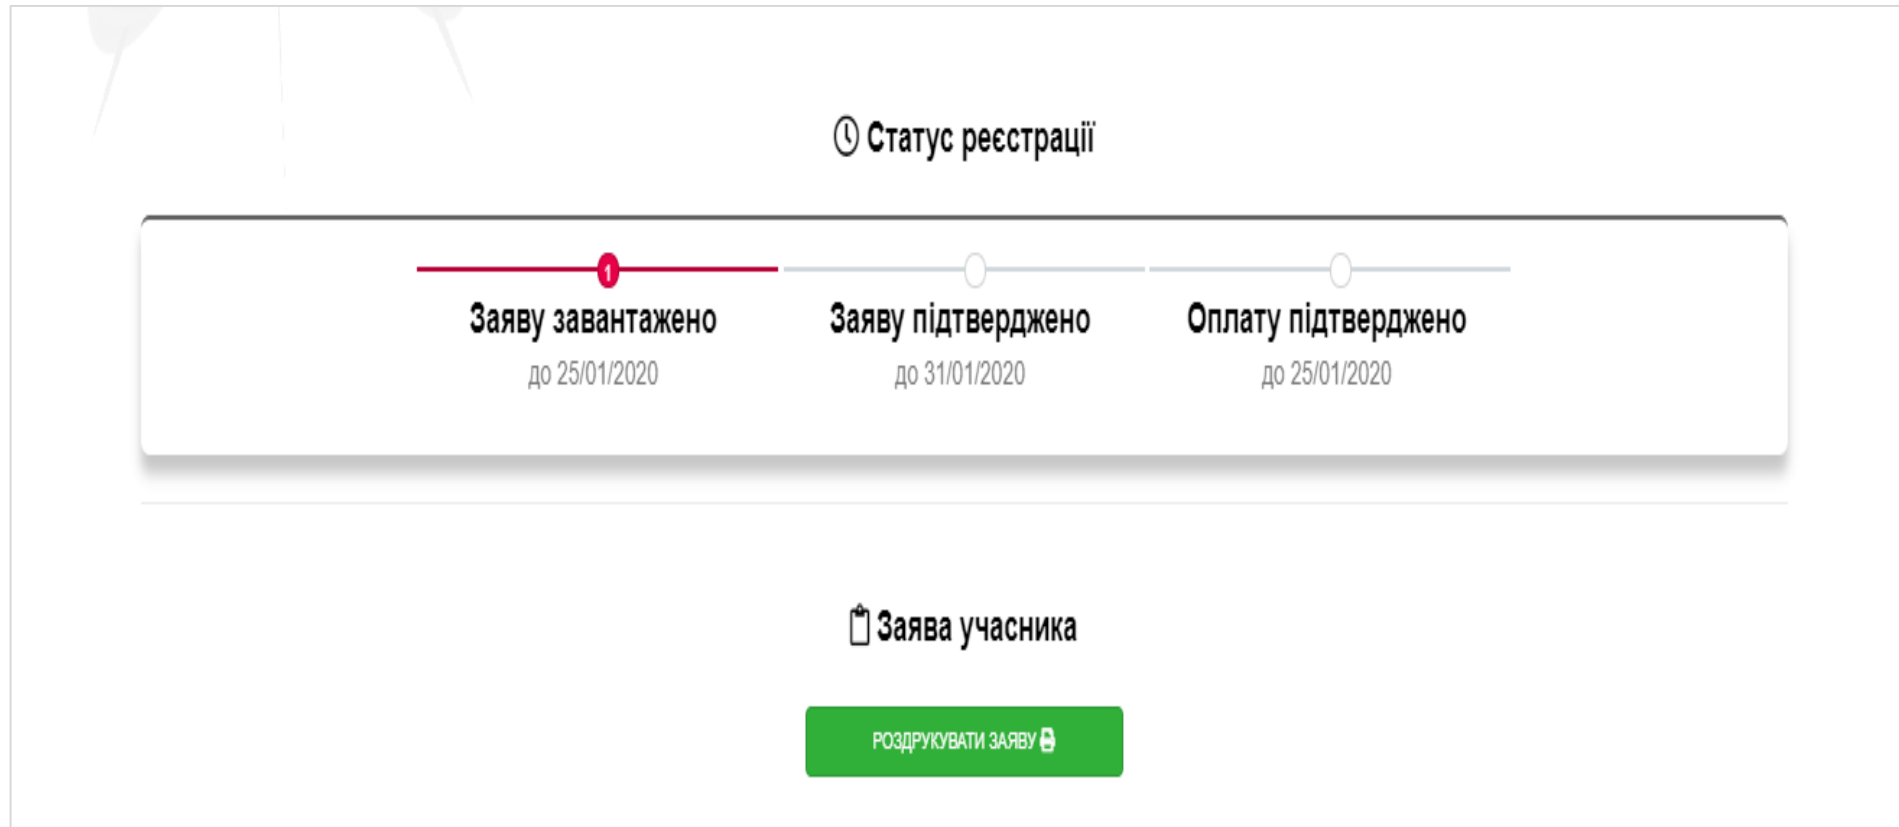 Статус реєстрації
1
Заяву завантажено
до 25/01/2020
Заяву підтверджено
до 31/01/2020
Оплату підтверджено
до 25/01/2020
Заява учасника
РОЗДРУКУВАТИ ЗАЯВУ